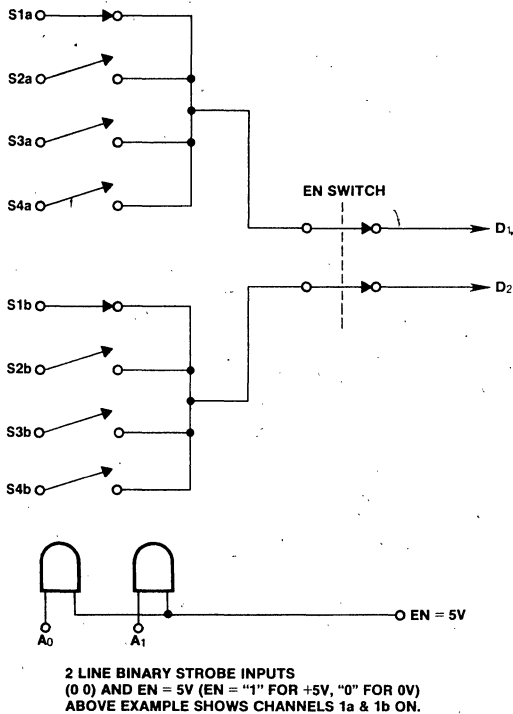 S1a
S2a
S3a
S4a
EN SWITCH
D1
D2
S1b
S2b
S3b
S4b
EN = 5V
A0
A1
2 LINE BINARY STROBE INPUTS
(0 0) AND EN = 5V (EN = “1” FOR +5V, “0” FOR 0V)
ABOVE EXAMPLE SHOWS CHANNELS 1a & 1b ON.